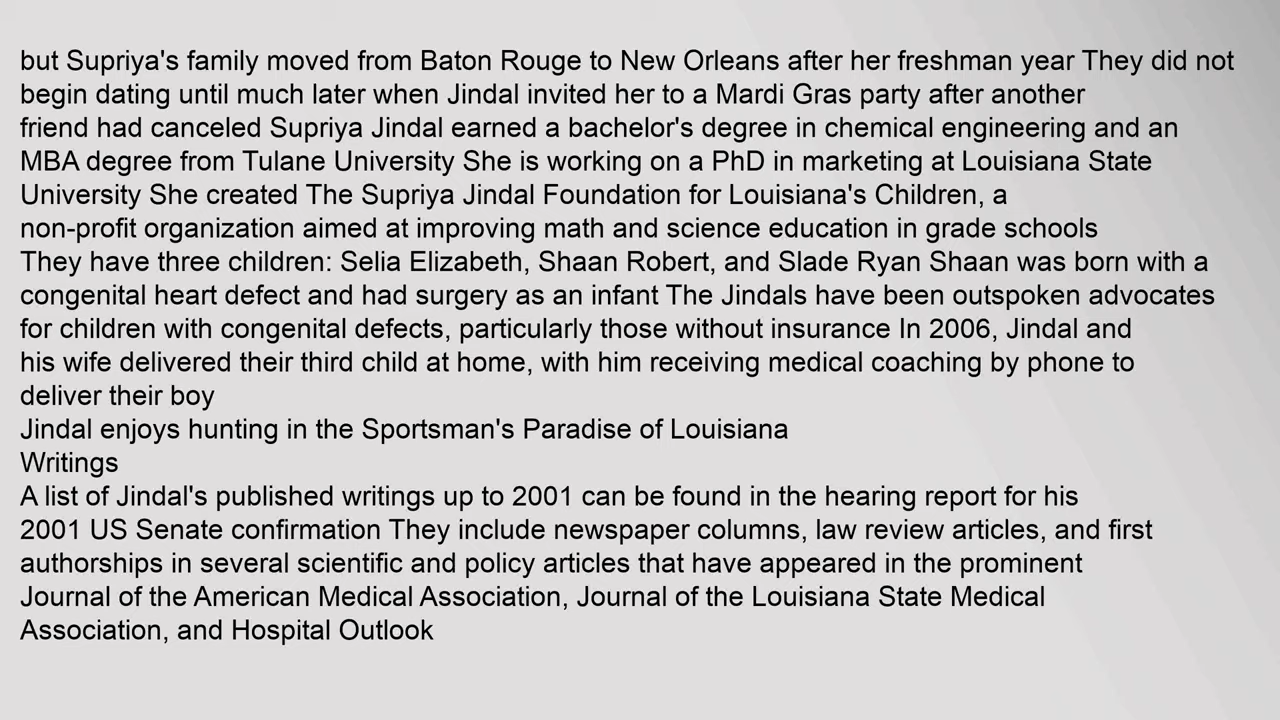 but Supriya's family moved from Baton Rouge to New Orleans after her freshman year They did not
begin dating until much later when Jindal invited her to a Mardi Gras party after another
friend had canceled Supriya Jindal earned a bachelor's degree in chemical engineering and an
MBA degree from Tulane University She is working on a PhD in marketing at Louisiana State
University She created The Supriya Jindal Foundation for Louisiana's Children, a
non-profit organization aimed at improving math and science education in grade schools
They have three children: Selia Elizabeth, Shaan Robert, and Slade Ryan Shaan was born with a
congenital heart defect and had surgery as an infant The Jindals have been outspoken advocates
for children with congenital defects, particularly those without insurance In 2006, Jindal and
his wife delivered their third child at home, with him receiving medical coaching by phone to
deliver their boy
Jindal enjoys hunting in the Sportsman's Paradise of Louisiana
Writings
A list of Jindal's published writings up to 2001 can be found in the hearing report for his
2001 US Senate confirmation They include newspaper columns, law review articles, and first
authorships in several scientific and policy articles that have appeared in the prominent
Journal of the American Medical Association, Journal of the Louisiana State Medical
Association, and Hospital Outlook